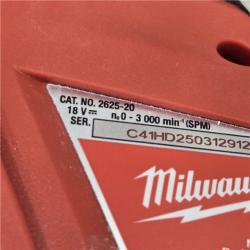 CAT. NO. 2625-20
18 V⎓ n₀ 0 - 3 000 min⁻¹ (SPM)
SER. C41HD250312912
Milwau